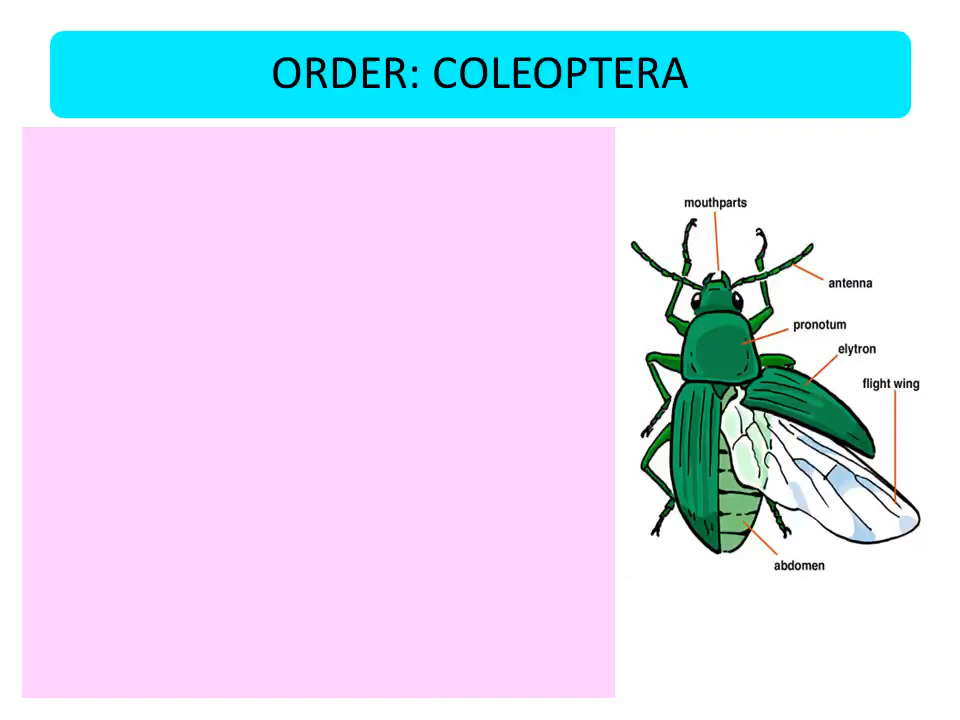 ORDER: COLEOPTERA
mouthparts
antenna
pronotum
elytron
flight wing
abdomen